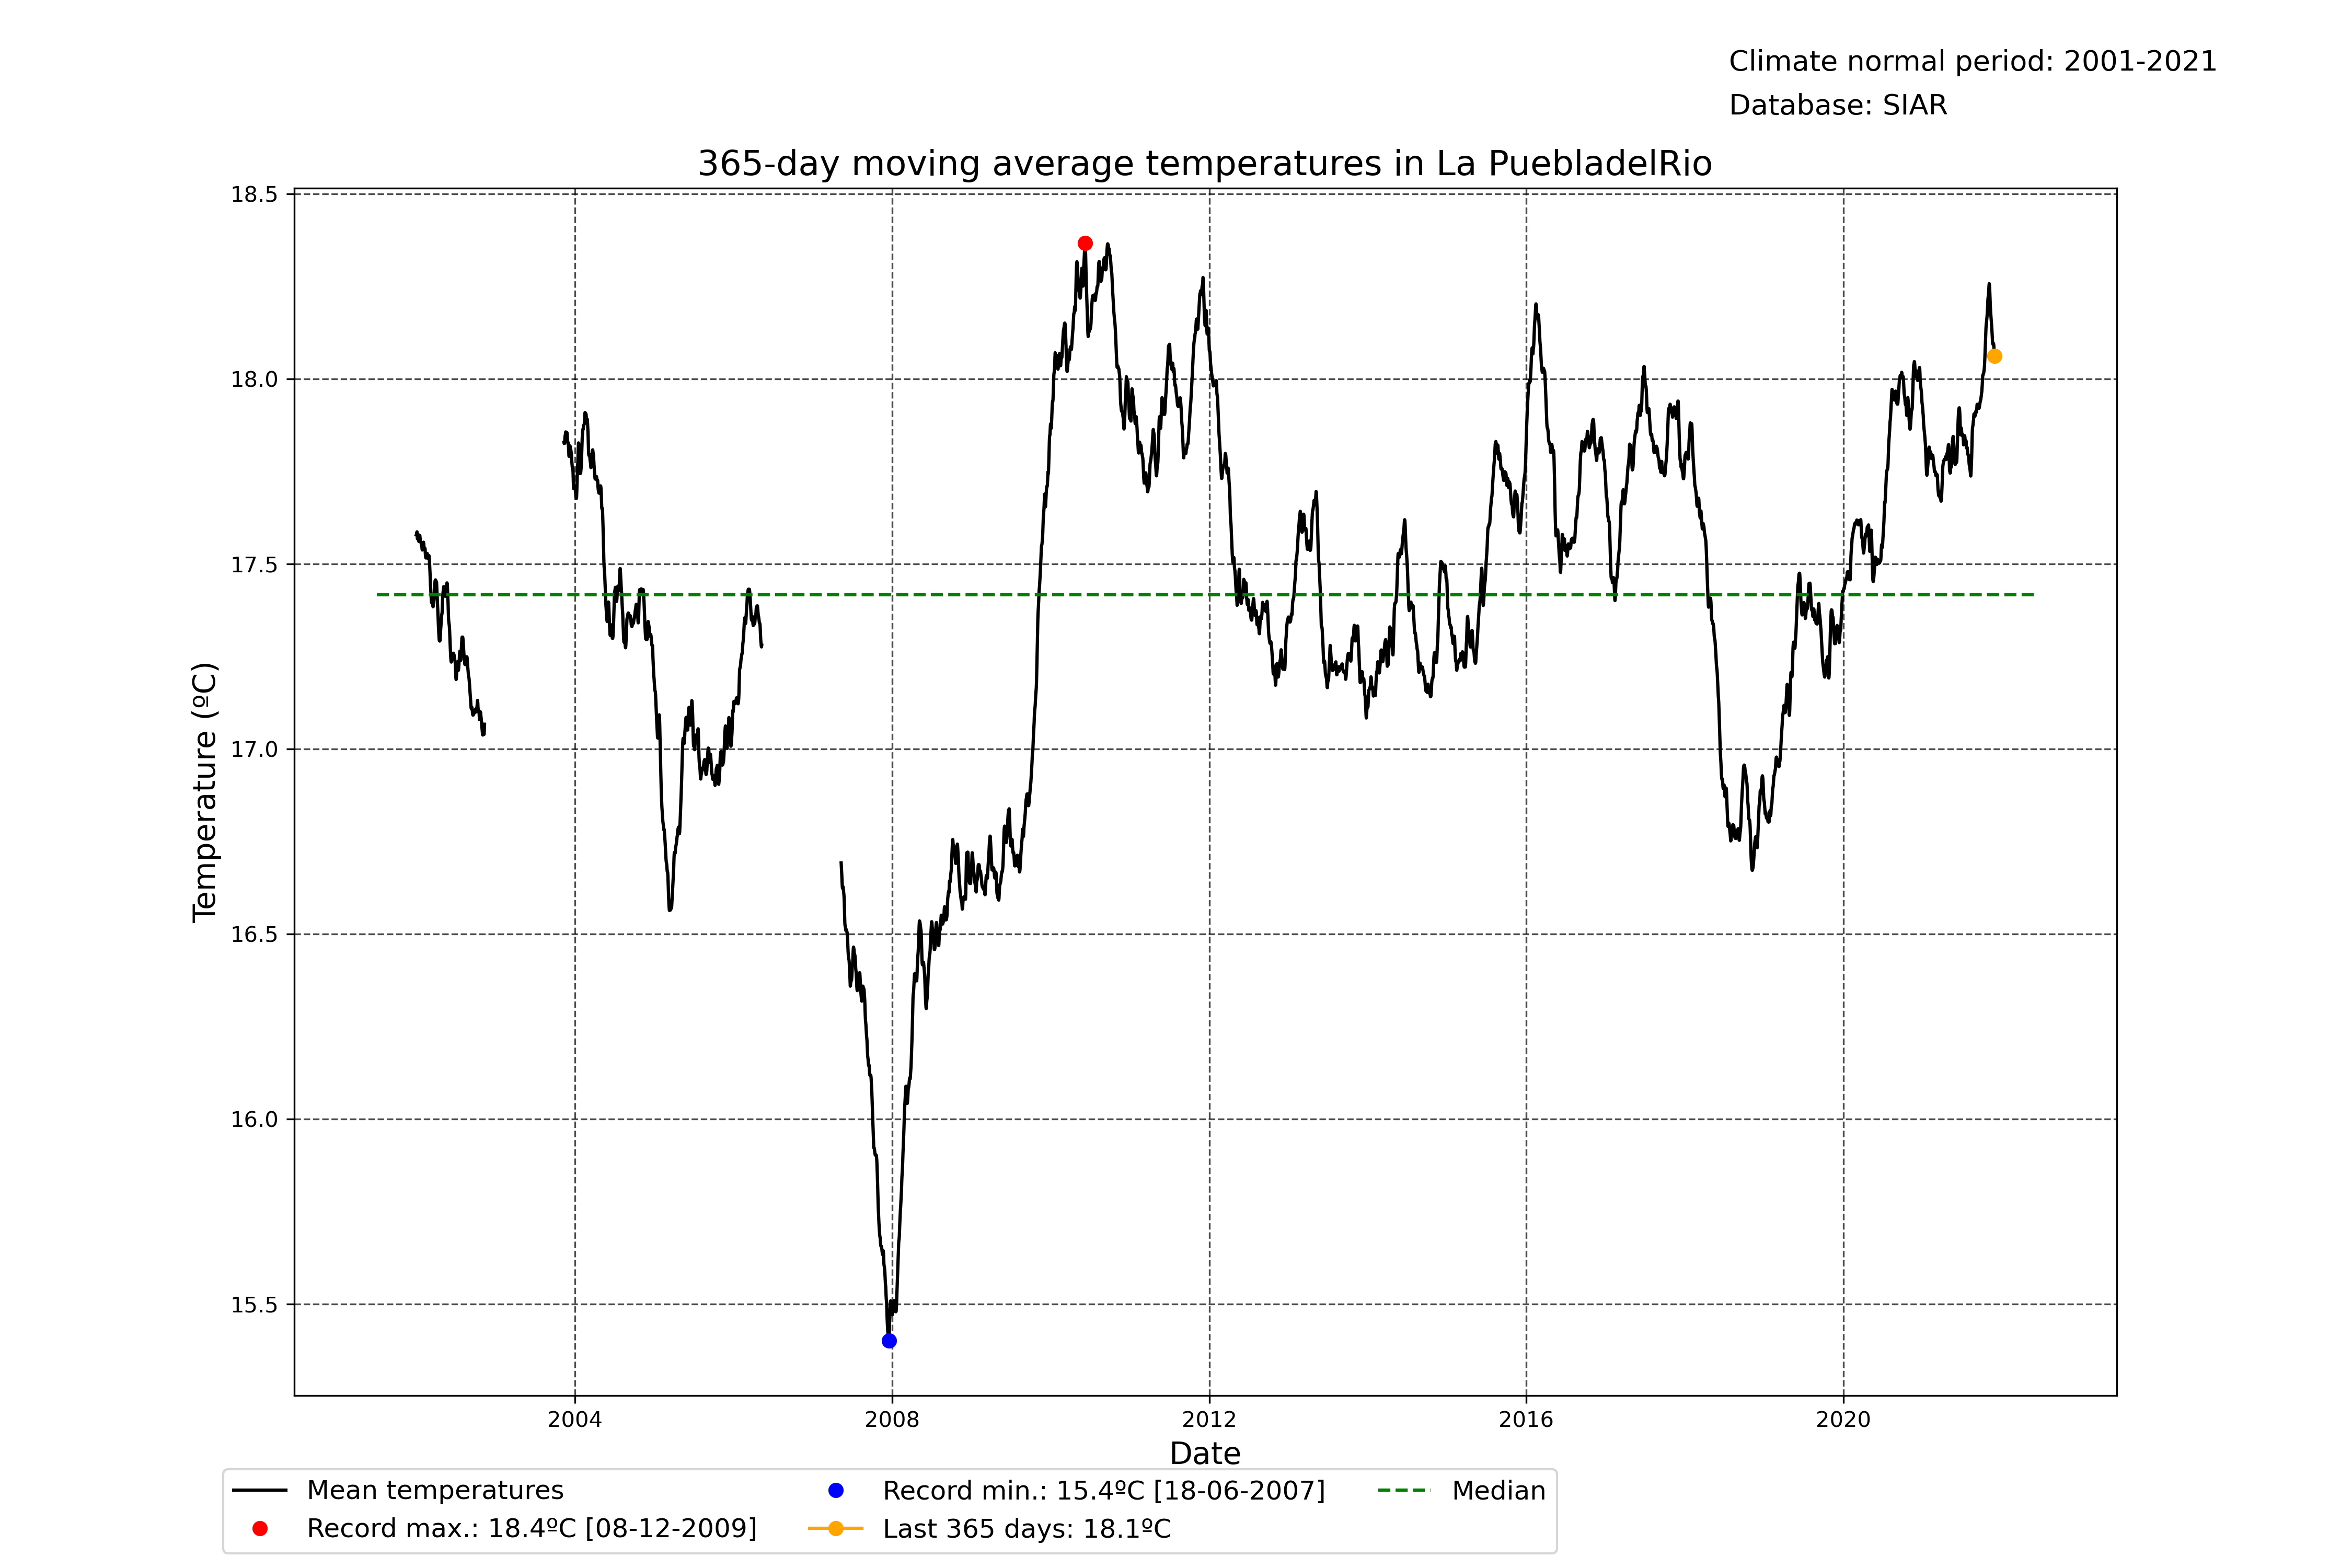 Climate normal period: 2001-2021
Database: SIAR
365-day moving average temperatures in La PuebladelRio
18.5
18.0
17.5
17.0
16.5
16.0
15.5
Temperature (ºC)
2004 2008 2012 2016 2020
Date
Mean temperatures
Record max.: 18.4ºC [08-12-2009]
Record min.: 15.4ºC [18-06-2007]
Last 365 days: 18.1ºC
Median